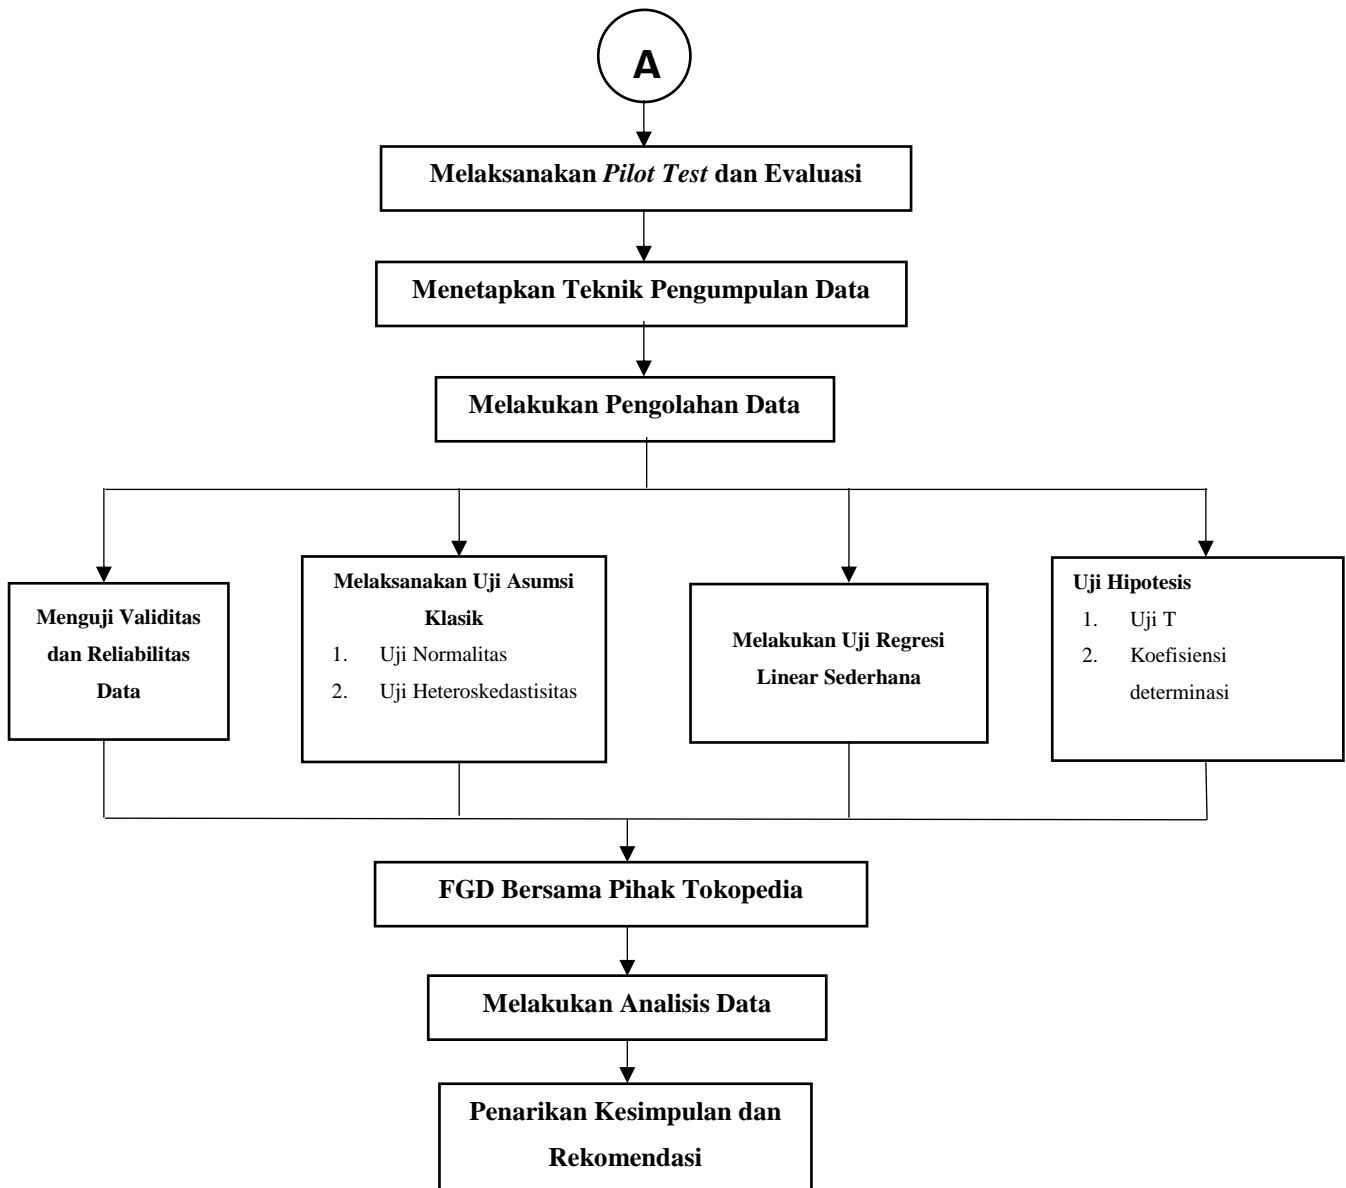 A
Melaksanakan Pilot Test dan Evaluasi
Menetapkan Teknik Pengumpulan Data
Melakukan Pengolahan Data
Menguji Validitas
dan Reliabilitas
Data
Melaksanakan Uji Asumsi
Klasik
1. Uji Normalitas
2. Uji Heteroskedastisitas
Melakukan Uji Regresi
Linear Sederhana
Uji Hipotesis
1. Uji T
2. Koefisiensi
determinasi
FGD Bersama Pihak Tokopedia
Melakukan Analisis Data
Penarikan Kesimpulan dan
Rekomendasi